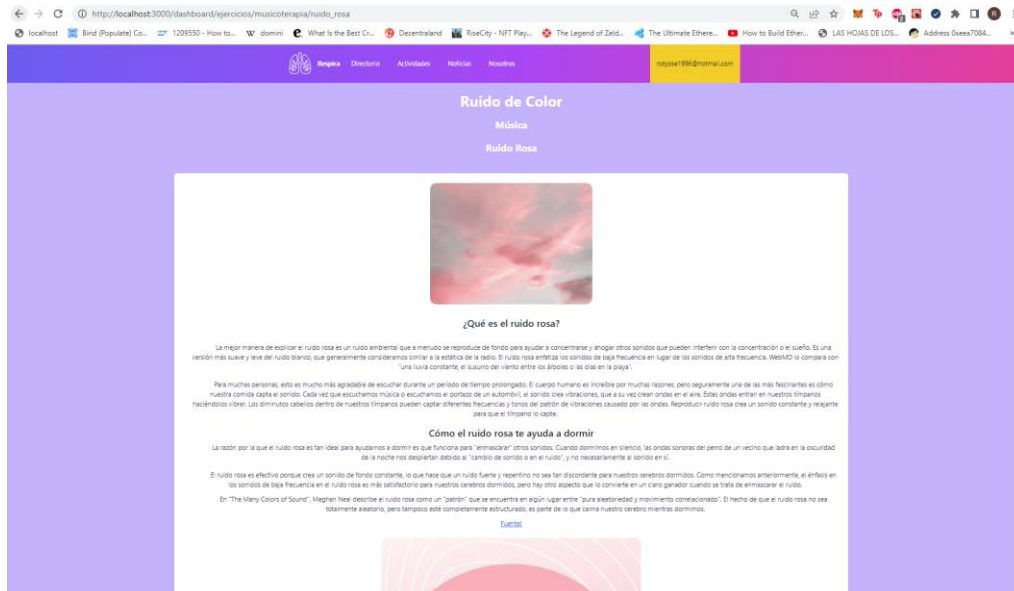 http://localhost:3000/dashboard/ejercicios/musicoterapia/ruido_rosa
localhost Bind (Populate) Co... 1209550 - How to... domini What Is the Best Cr... Decentraland RiseCity - NFT Play... The Legend of Zeld... The Ultimate Ethere... How to Build Ether... LAS HOJAS DE LOS... Address 0xeea7084...
Respira Directorio Actividades Noticias Nosotros
Ruido de Color
Música
Ruido Rosa
¿Qué es el ruido rosa?
La mejor manera de explicar el ruido rosa es un ruido ambiental que a menudo se reproduce de fondo para ayudar a concentrarse y ahogar otros sonidos que pueden interferir con la concentración o el sueño. Es una
versión más suave y leve del ruido blanco, que generalmente consideramos similar a la estática de la radio. El ruido rosa enfatiza los sonidos de baja frecuencia en lugar de los sonidos de alta frecuencia. WebMD lo compara con
"una lluvia constante, el susurro del viento entre los árboles o las olas en la playa".
Para muchas personas, esto es mucho más agradable de escuchar durante un período de tiempo prolongado. El cuerpo humano es increíble por muchas razones, pero seguramente una de las más fascinantes es cómo
nuestra comida capta el sonido. Cada vez que escuchamos música o escuchamos el portazo de un automóvil, el sonido crea vibraciones, que a su vez crean ondas en el aire. Estas ondas entran en nuestros tímpanos
haciéndolos vibrar. Los diminutos cabellos dentro de nuestros tímpanos pueden captar diferentes frecuencias y tonos del patrón de vibraciones causado por las ondas. Reproducir ruido rosa crea un sonido constante y relajante
para que el tímpano lo capte.
Cómo el ruido rosa te ayuda a dormir
La razón por la que el ruido rosa es tan ideal para ayudarnos a dormir es que funciona para "enmascarar" otros sonidos. Cuando dormimos en silencio, las ondas sonoras del perro de un vecino que ladra en la oscuridad
de la noche nos despiertan debido al "cambio de sonido o en el ruido", y no necesariamente al sonido en sí.
El ruido rosa es efectivo porque crea un sonido de fondo constante, lo que hace que un ruido fuerte y repentino no sea tan discordante para nuestros cerebros dormidos. Como mencionamos anteriormente, el énfasis en
los sonidos de baja frecuencia en el ruido rosa es más satisfactorio para nuestros cerebros dormidos, pero hay otro aspecto que lo convierte en un claro ganador cuando se trata de enmascarar el ruido.
En "The Many Colors of Sound", Meghan Neal describe el ruido rosa como un "patrón" que se encuentra en algún lugar entre "pura aleatoriedad y movimiento correlacionado". El hecho de que el ruido rosa no sea
totalmente aleatorio, pero tampoco esté completamente estructurado, es parte de lo que calma nuestro cerebro mientras dormimos.
Fuente!